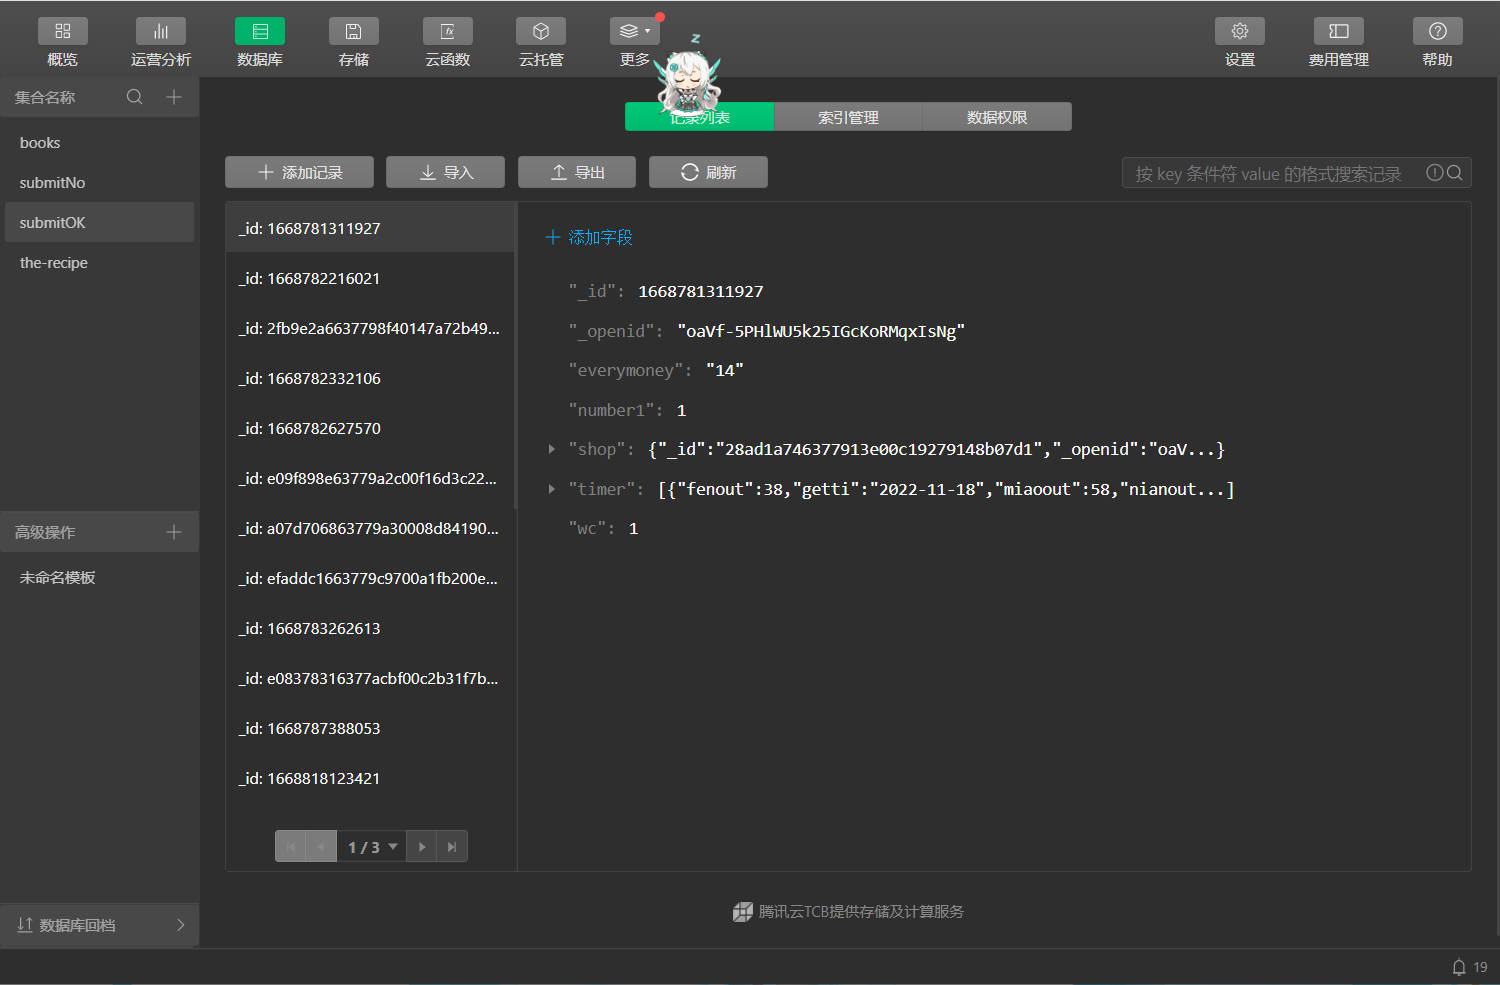 概览
运营分析
数据库
存储
云函数
云托管
更多
设置
费用管理
帮助
z
集合名称
books
submitNo
submitOK
the-recipe
高级操作
未命名模板
数据库回档
记录列表
索引管理
数据权限
添加记录
导入
导出
刷新
按 key 条件符 value 的格式搜索记录
_id: 1668781311927
_id: 1668782216021
_id: 2fb9e2a6637798f40147a72b49...
_id: 1668782332106
_id: 1668782627570
_id: e09f898e63779a2c00f16d3c22...
_id: a07d706863779a30008d84190...
_id: efaddc1663779c9700a1fb200e...
_id: 1668783262613
_id: e08378316377acbf00c2b31f7b...
_id: 1668787388053
_id: 1668818123421
1 / 3
添加字段
"_id": 1668781311927
"_openid": "oaVf-5PHlWU5k25IGcKoRMqxIsNg"
"everymoney": "14"
"number1": 1
"shop": {"_id":"28ad1a746377913e00c19279148b07d1","_openid":"oaV...}
"timer": [{"fenout":38,"getti":"2022-11-18","miaoout":58,"nianout...]
"wc": 1
腾讯云TCB提供存储及计算服务
19